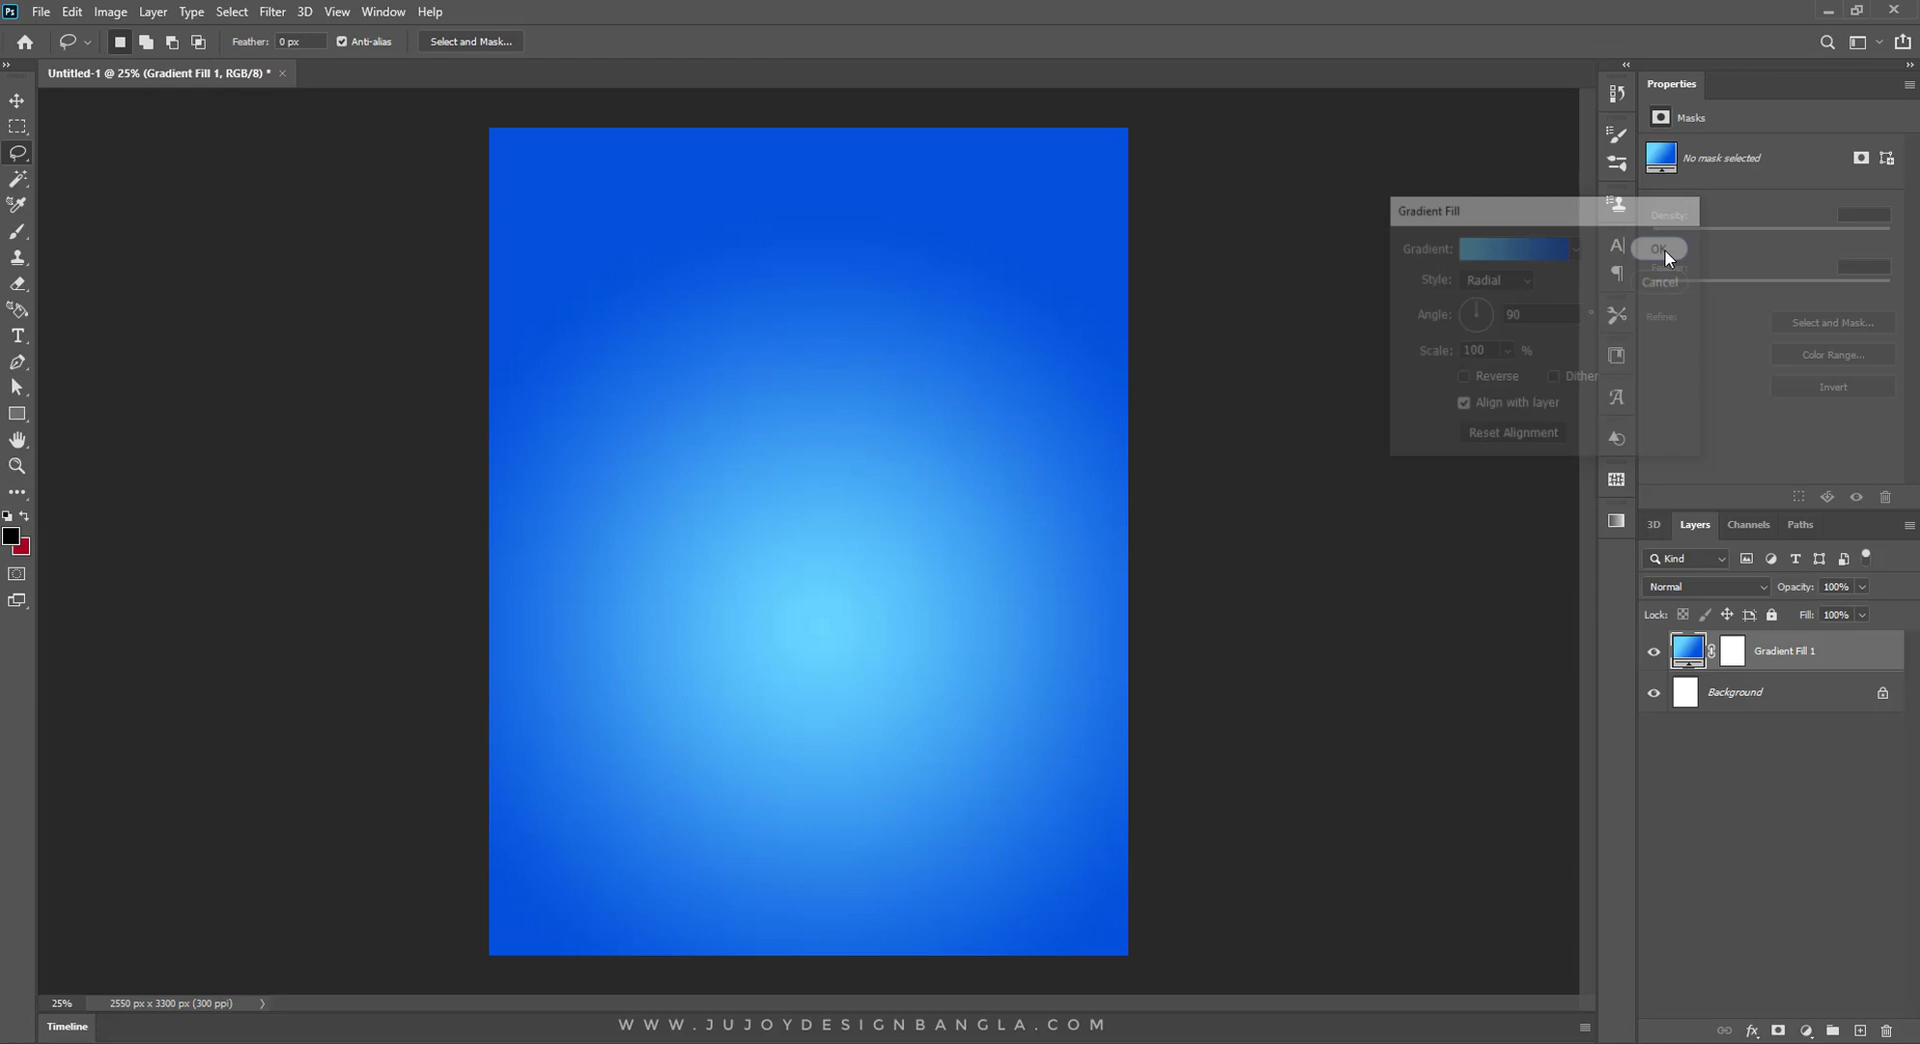 Ps File Edit Image Layer Type Select Filter 3D View Window Help
Feather: 0 px Anti-alias Select and Mask...
Untitled-1 @ 25% (Gradient Fill 1, RGB/8) *
Properties
Masks
No mask selected
Gradient Fill
Density:
Gradient: OK
Style: Radial Cancel
Angle: 90 °
Refine:
Select and Mask...
Scale: 100 %
Color Range...
Reverse Dither
Invert
Align with layer
Reset Alignment
3D Layers Channels Paths
Kind
Normal Opacity: 100%
Lock: Fill: 100%
Gradient Fill 1
Background
25% 2550 px x 3300 px (300 ppi)
Timeline
WWW.JUJOYDESIGNBANGLA.COM